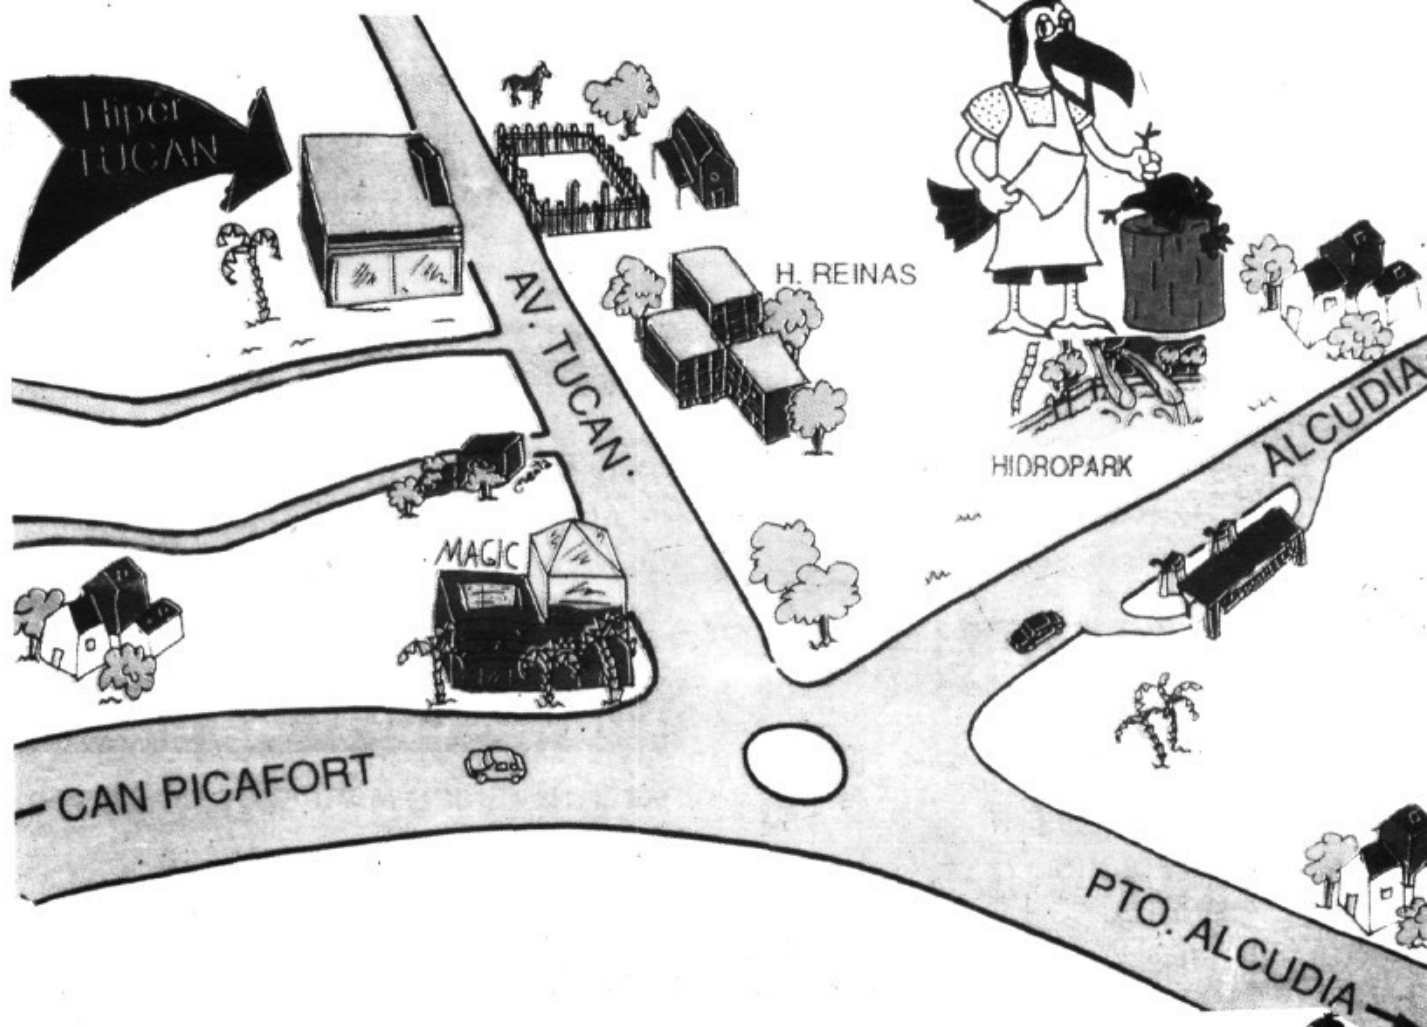 Hiper
TUCAN
H. REINAS
AV. TUCAN.
ALCUDIA
HIDROPARK
MAGIC
CAN PICAFORT
PTO. ALCUDIA